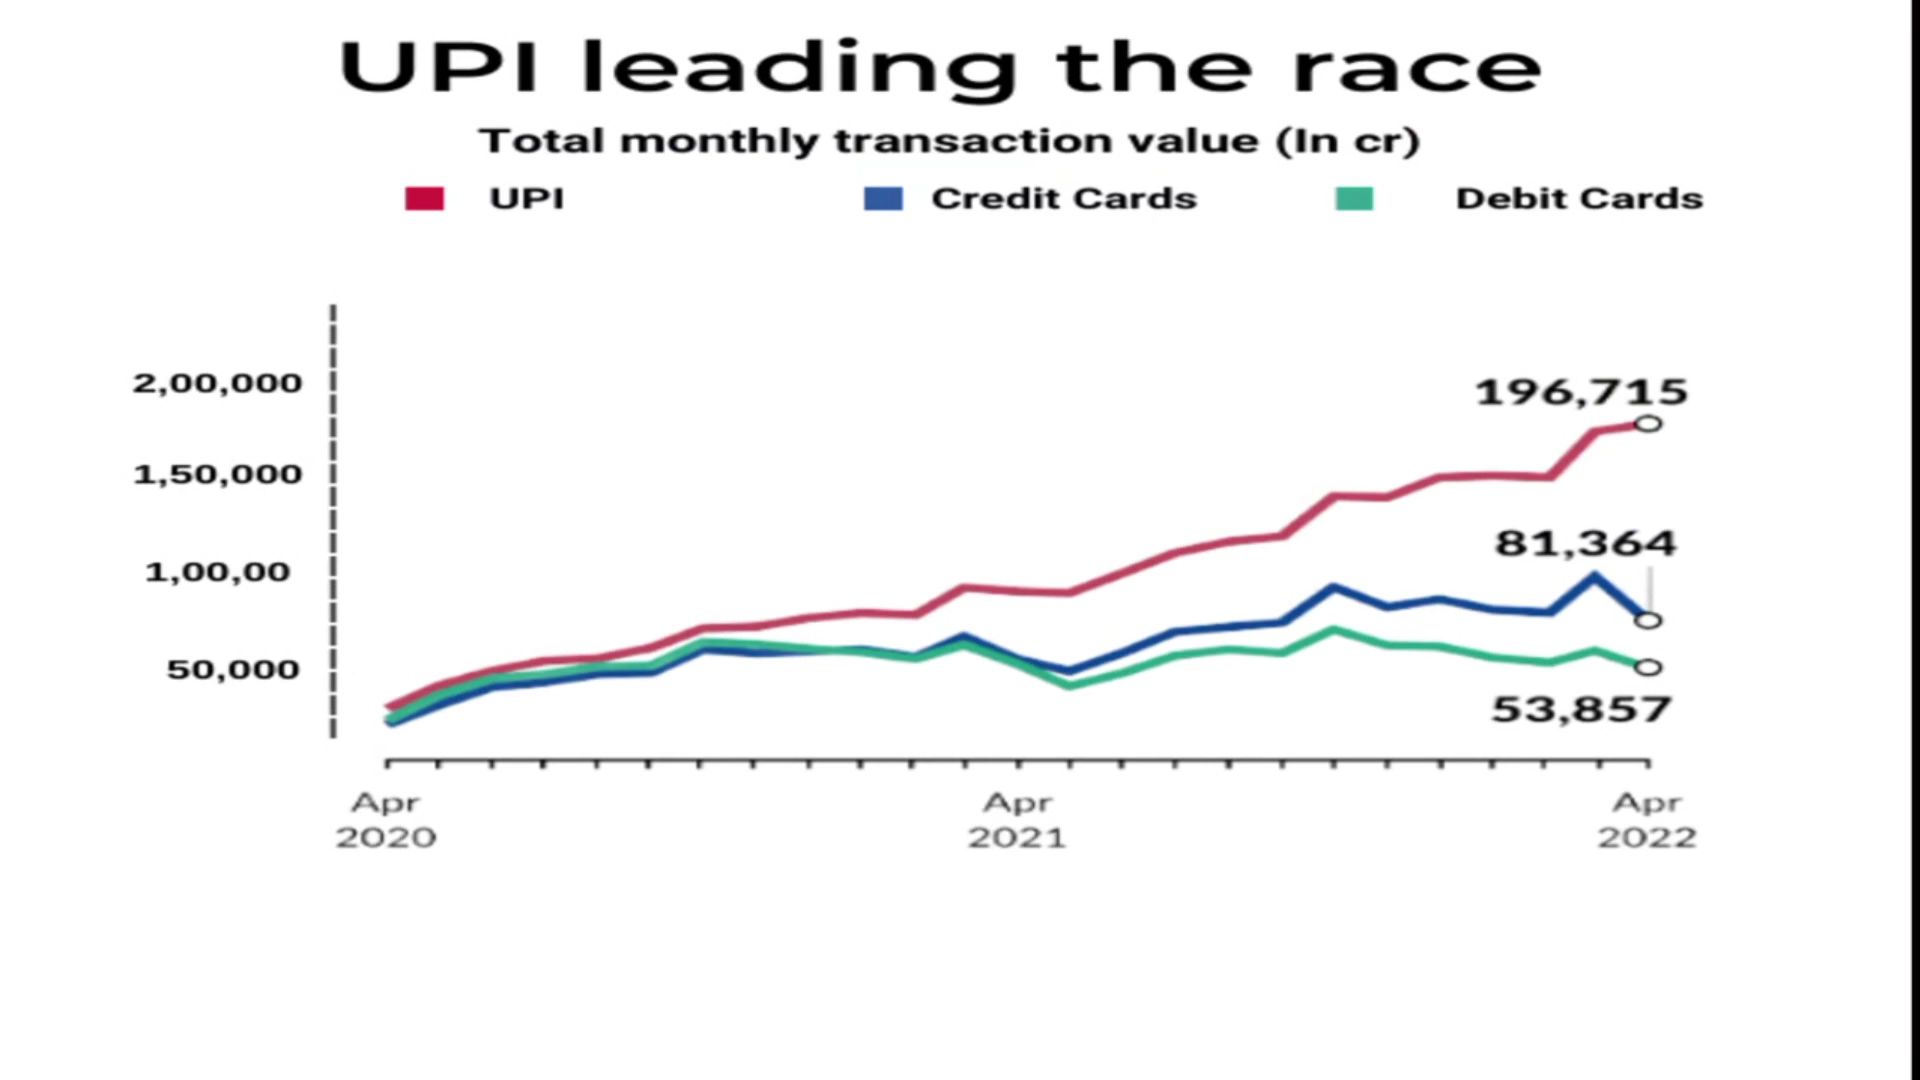 UPI leading the race
Total monthly transaction value (In cr)
UPI Credit Cards Debit Cards
2,00,000
196,715
1,50,000
81,364
1,00,00
50,000
53,857
Apr 2020
Apr 2021
Apr 2022